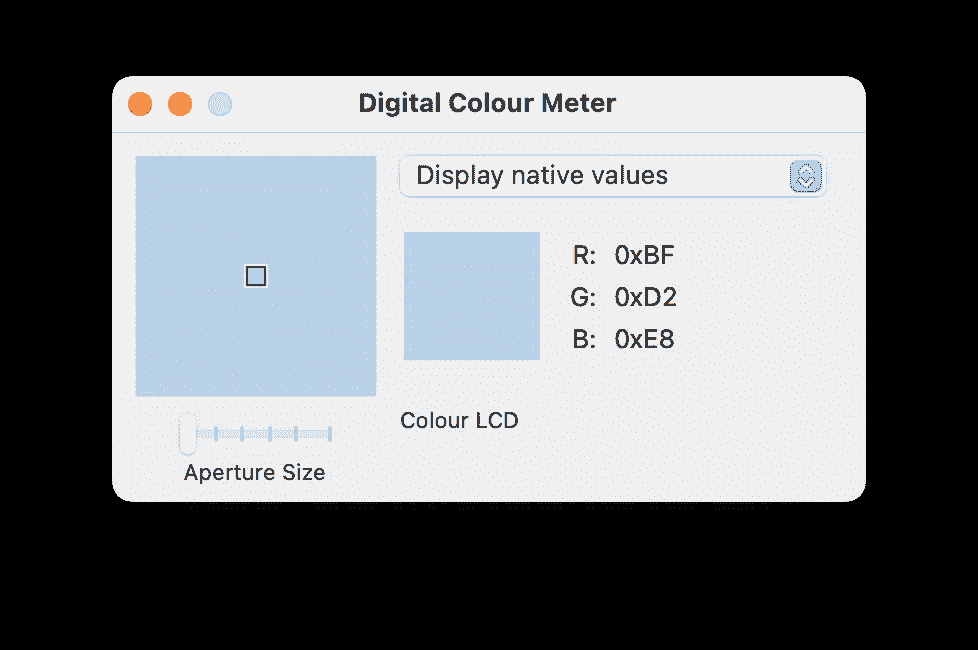 Digital Colour Meter
Display native values
R: 0xBF
G: 0xD2
B: 0xE8
Colour LCD
Aperture Size